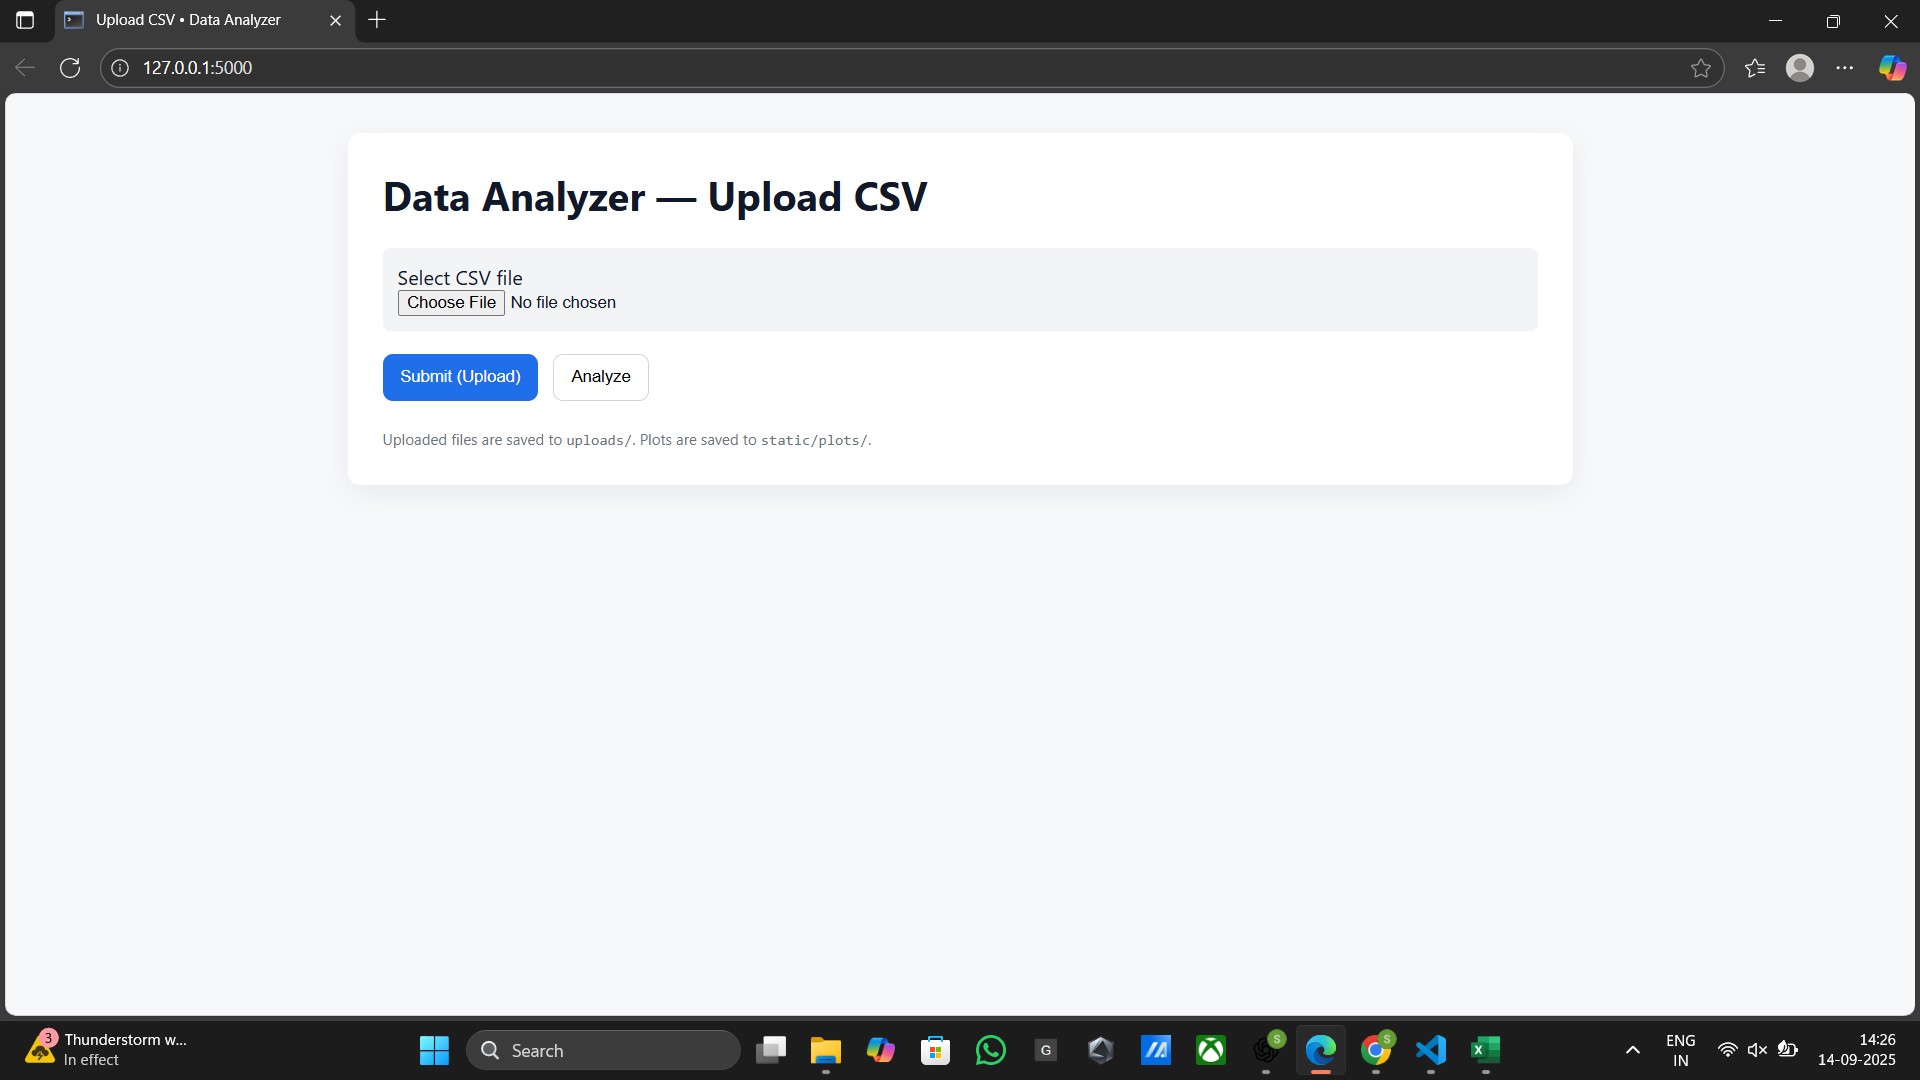 Upload CSV • Data Analyzer
127.0.0.1:5000
Data Analyzer — Upload CSV
Select CSV file
Choose File No file chosen
Submit (Upload) Analyze
Uploaded files are saved to uploads/. Plots are saved to static/plots/.
3
Thunderstorm w...
In effect
Search
G
S
S
X
ENG
IN
14:26
14-09-2025